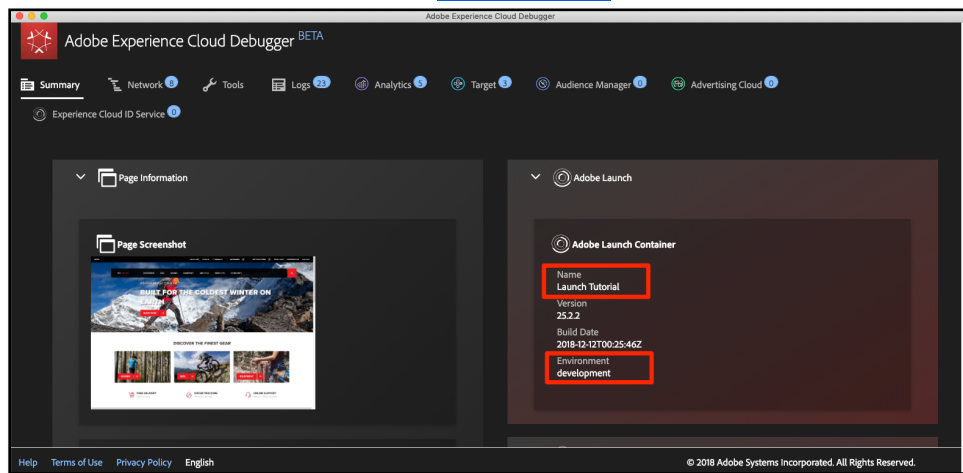 Adobe Experience Cloud Debugger
Adobe Experience Cloud Debugger BETA
Summary
Network 8
Tools
Logs 23
Analytics 5
Target 3
Audience Manager 0
Advertising Cloud 0
Experience Cloud ID Service 0
Page Information
Page Screenshot
BUILT FOR THE COLDEST WINTER ON
EARTH
DISCOVER THE FINEST GEAR
Adobe Launch
Adobe Launch Container
Name
Launch Tutorial
Version
25.2.2
Build Date
2018-12-12T00:25:46Z
Environment
development
Help Terms of Use Privacy Policy English
© 2018 Adobe Systems Incorporated. All Rights Reserved.